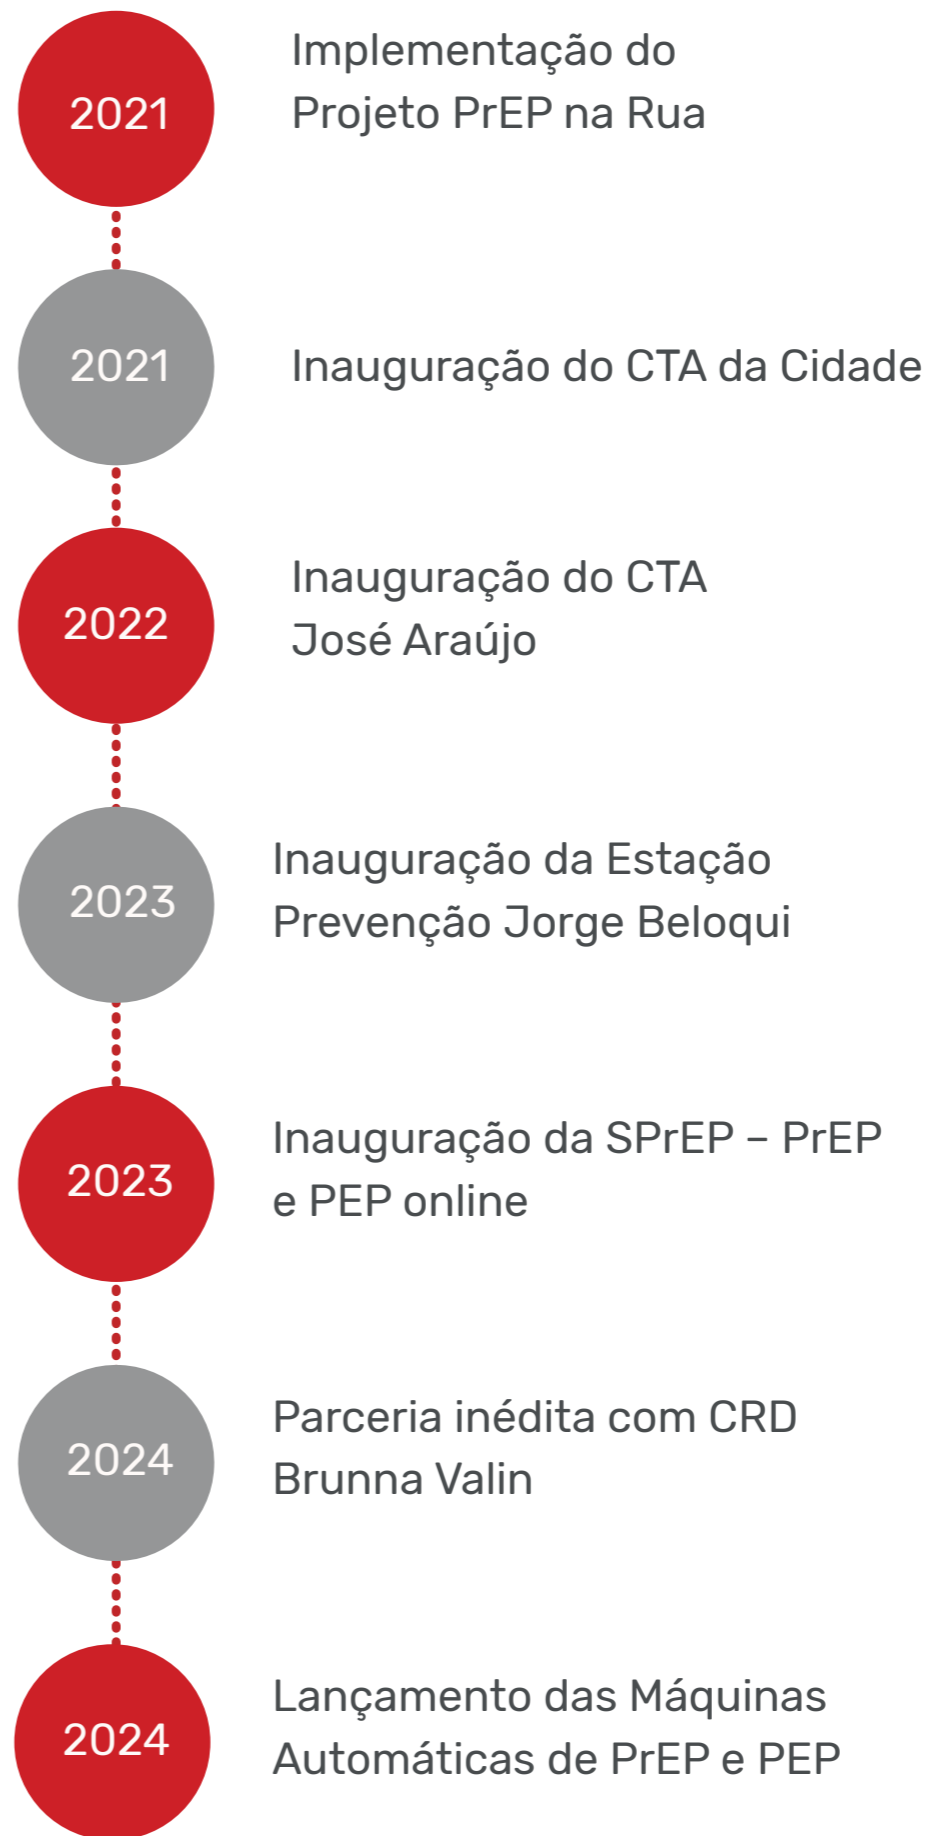 2021
Implementação do
Projeto PrEP na Rua
2021
Inauguração do CTA da Cidade
2022
Inauguração do CTA
José Araújo
2023
Inauguração da Estação
Prevenção Jorge Beloqui
2023
Inauguração da SPrEP – PrEP
e PEP online
2024
Parceria inédita com CRD
Brunna Valin
2024
Lançamento das Máquinas
Automáticas de PrEP e PEP